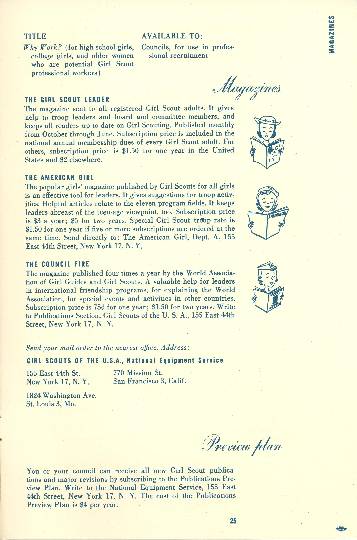 TITLE AVAILABLE TO:
Why Work? (for high school girls, Councils, for use in profes-
college girls, and older women sional recruitment
who are potential Girl Scout
professional workers)
MAGAZINES
Magazines
THE GIRL SCOUT LEADER
The magazine sent to all registered Girl Scout adults. It gives
help to troop leaders and board and committee members, and
keeps all readers up to date on Girl Scouting. Published monthly
from October through June. Subscription price is included in the
national annual membership dues of every Girl Scout adult. For
others, subscription price is $1.50 for one year in the United
States and $2 elsewhere.
THE AMERICAN GIRL
The popular girls' magazine published by Girl Scouts for all girls
is an effective tool for leaders. It gives suggestions for troop activ-
ities. Helpful articles relate to the eleven program fields. It keeps
leaders abreast of the teen-age viewpoint, too. Subscription price
is $3 a year; $5 for two years. Special Girl Scout troop rate is
$1.50 for one year if five or more subscriptions are ordered at the
same time. Send directly to: The American Girl, Dept. A, 155
East 44th Street, New York 17, N. Y.
THE COUNCIL FIRE
The magazine published four times a year by the World Associa-
tion of Girl Guides and Girl Scouts. A valuable help for leaders
in international friendship programs, for explaining the World
Association, for special events and activities in other countries.
Subscription price is 75¢ for one year; $1.50 for two years. Write
to Publications Section, Girl Scouts of the U. S. A., 155 East 44th
Street, New York 17, N. Y.
Send your mail order to the nearest office. Address:
GIRL SCOUTS OF THE U.S.A., National Equipment Service
155 East 44th St. 770 Mission St.
New York 17, N. Y. San Francisco 3, Calif.
1824 Washington Ave.
St. Louis 3, Mo.
Preview plan
You or your council can receive all new Girl Scout publica-
tions and major revisions by subscribing to the Publications Pre-
view Plan. Write to the National Equipment Service, 155 East
44th Street, New York 17, N. Y. The cost of the Publications
Preview Plan is $4 per year.
25